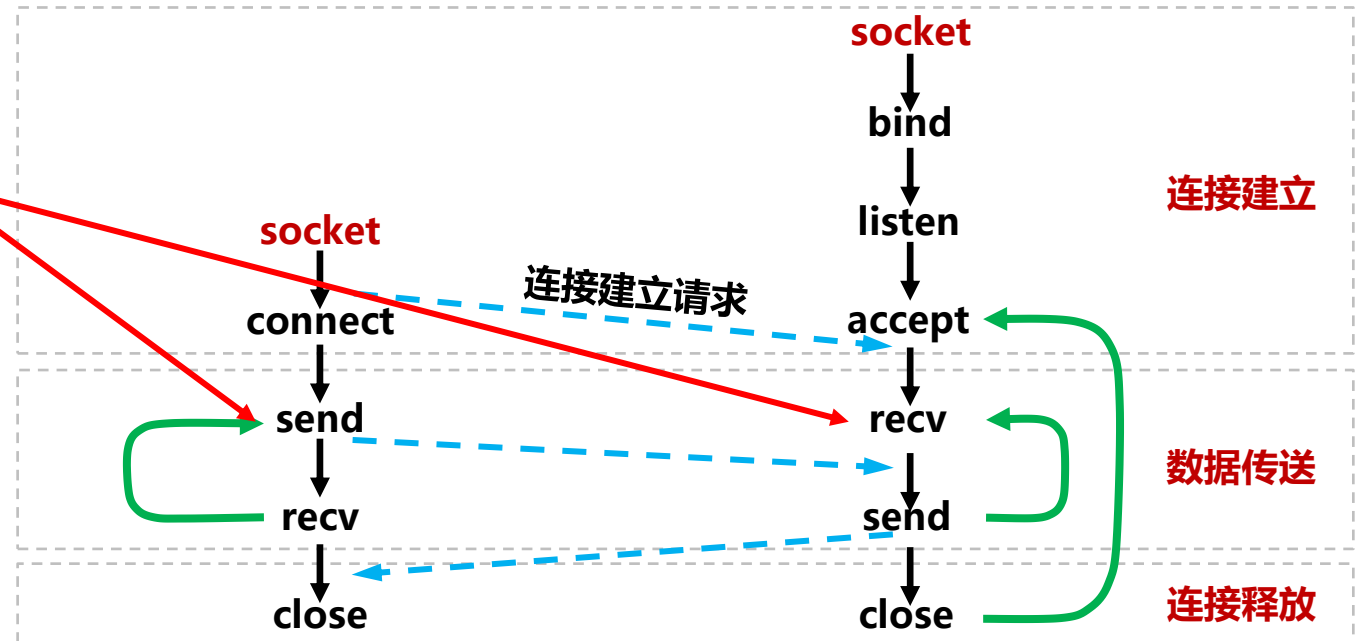 socket
bind
连接建立
listen
socket
连接建立请求
connect
accept
send
recv
数据传送
recv
send
连接释放
close
close